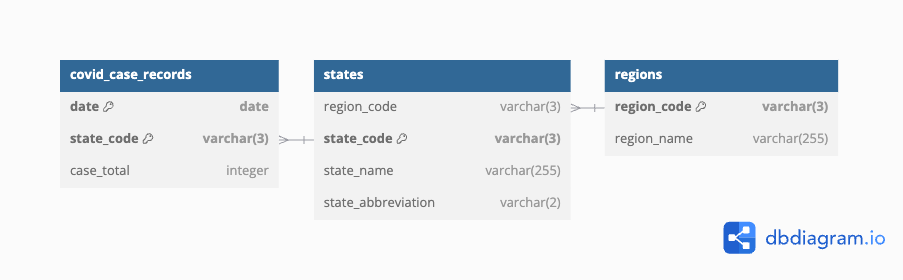 covid_case_records
date date
state_code varchar(3)
case_total integer
states
region_code varchar(3)
state_code varchar(3)
state_name varchar(255)
state_abbreviation varchar(2)
regions
region_code varchar(3)
region_name varchar(255)
dbdiagram.io